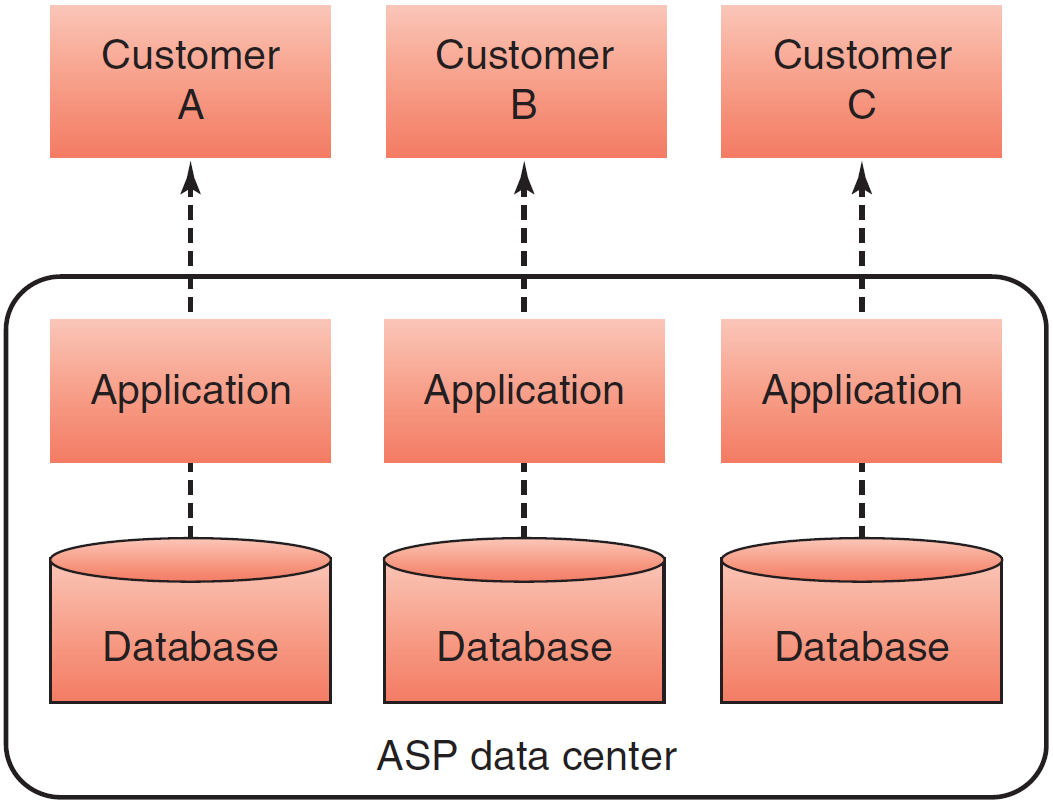 Customer
A
Customer
B
Customer
C
Application
Application
Application
Database
Database
Database
ASP data center